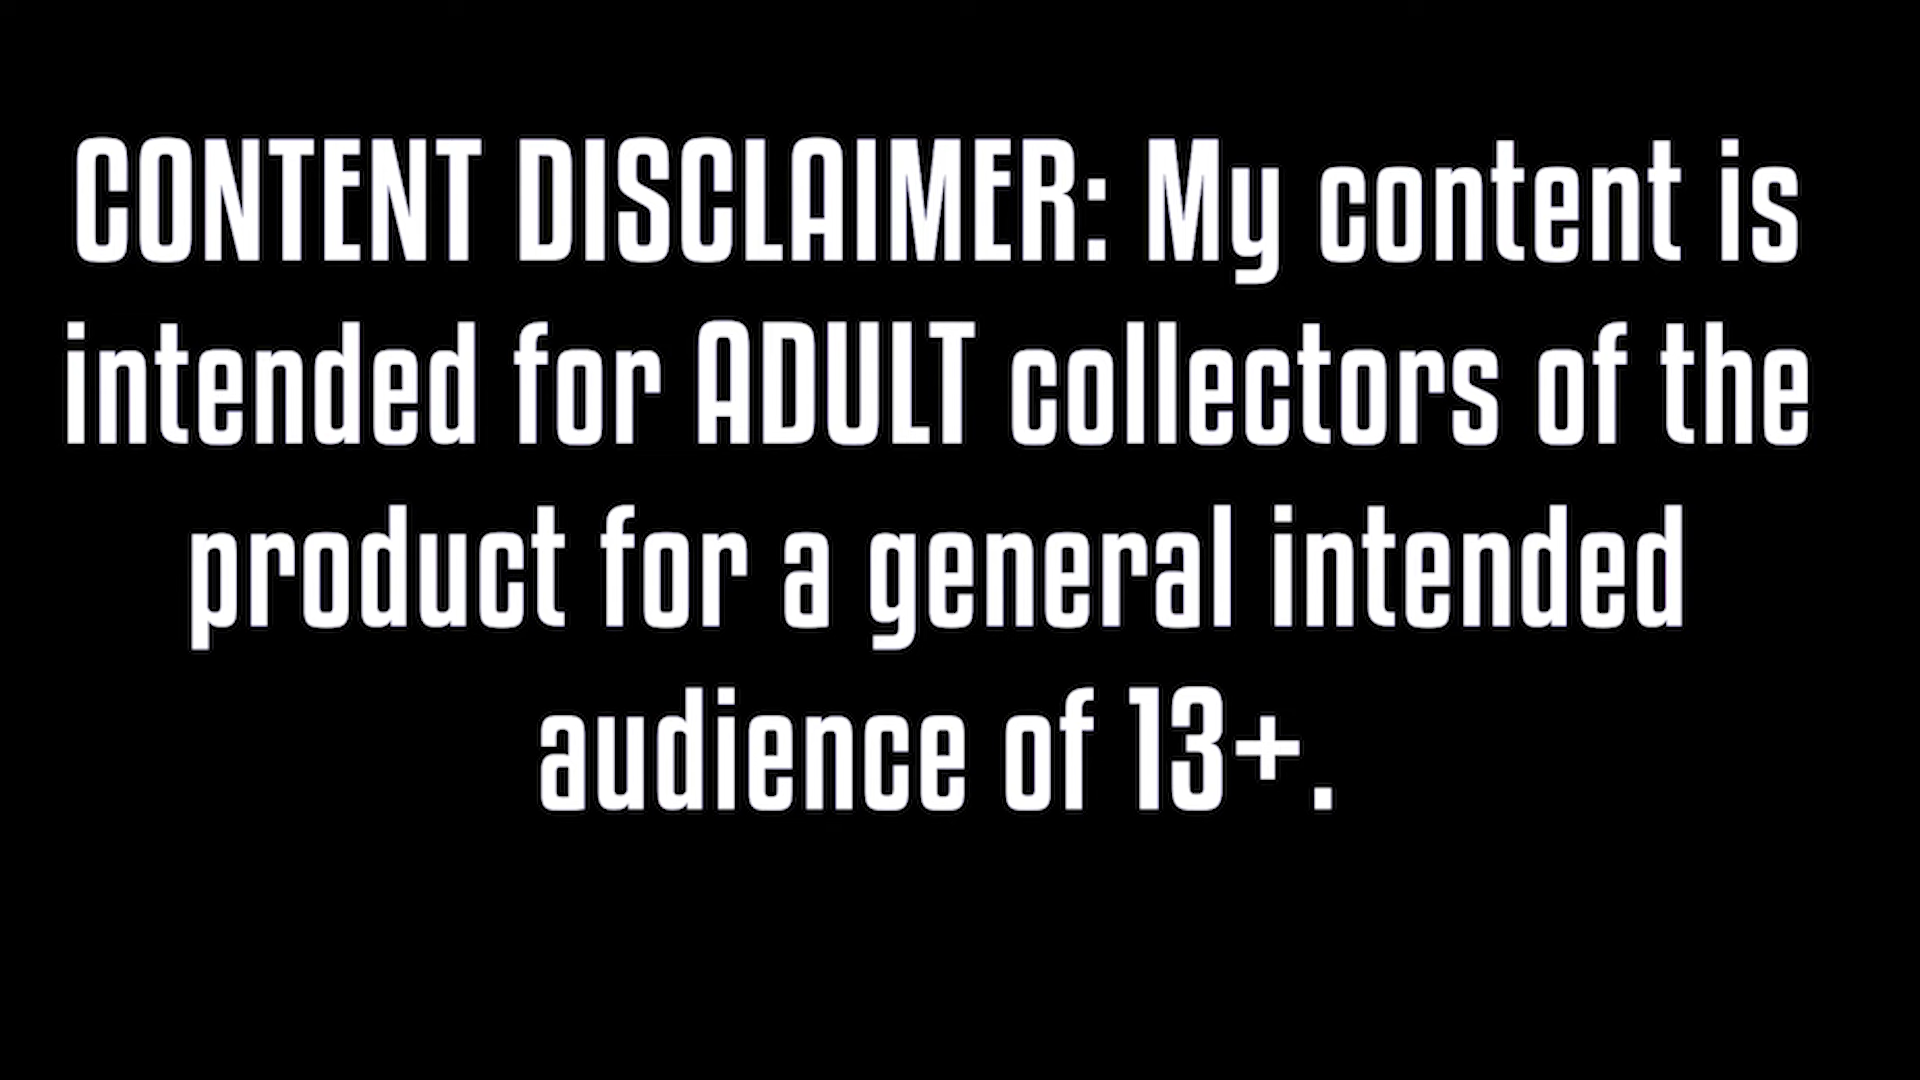 CONTENT DISCLAIMER: My content is
intended for ADULT collectors of the
product for a general intended
audience of 13+.